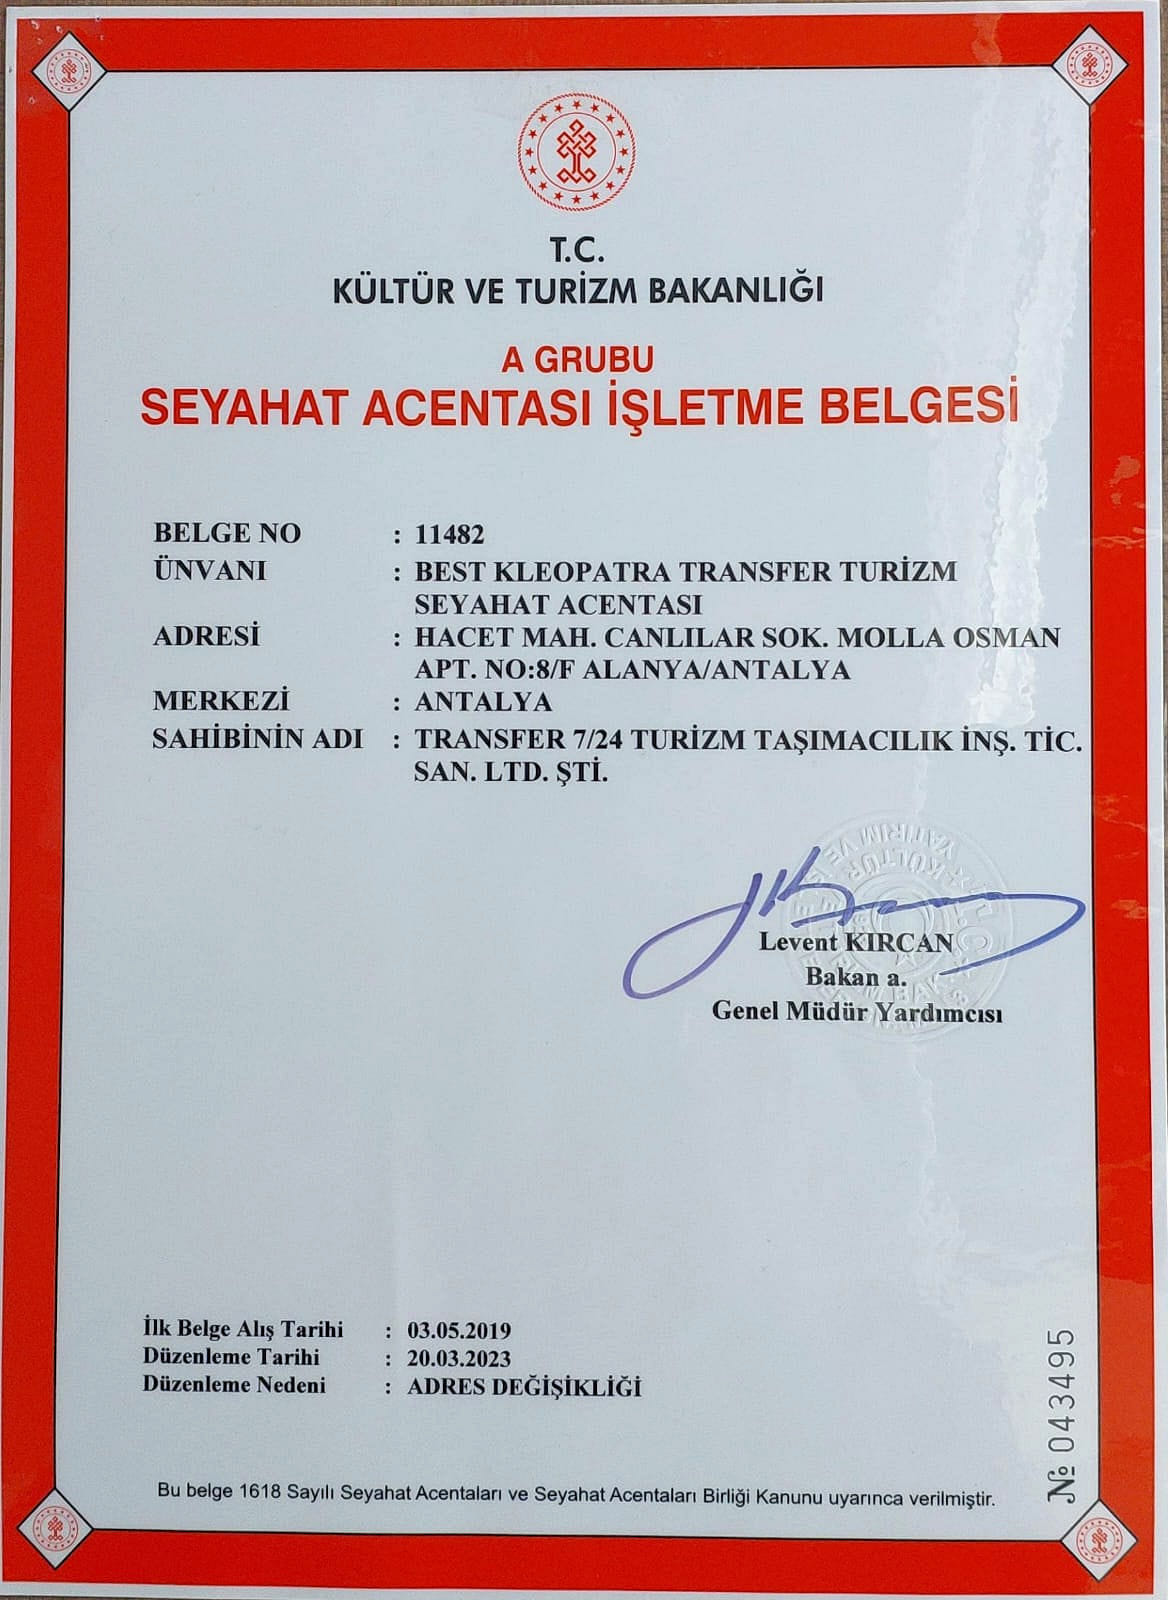 T.C.
KÜLTÜR VE TURİZM BAKANLIĞI
A GRUBU
SEYAHAT ACENTASI İŞLETME BELGESİ
BELGE NO : 11482
ÜNVANI : BEST KLEOPATRA TRANSFER TURİZM
SEYAHAT ACENTASI
ADRESİ : HACET MAH. CANLILAR SOK. MOLLA OSMAN
APT. NO:8/F ALANYA/ANTALYA
MERKEZİ : ANTALYA
SAHİBİNİN ADI : TRANSFER 7/24 TURİZM TAŞIMACILIK İNŞ. TİC.
SAN. LTD. ŞTİ.
Levent KIRCAN
Bakan a.
Genel Müdür Yardımcısı
İlk Belge Alış Tarihi : 03.05.2019
Düzenleme Tarihi : 20.03.2023
Düzenleme Nedeni : ADRES DEĞİŞİKLİĞİ
№ 043495
Bu belge 1618 Sayılı Seyahat Acentaları ve Seyahat Acentaları Birliği Kanunu uyarınca verilmiştir.